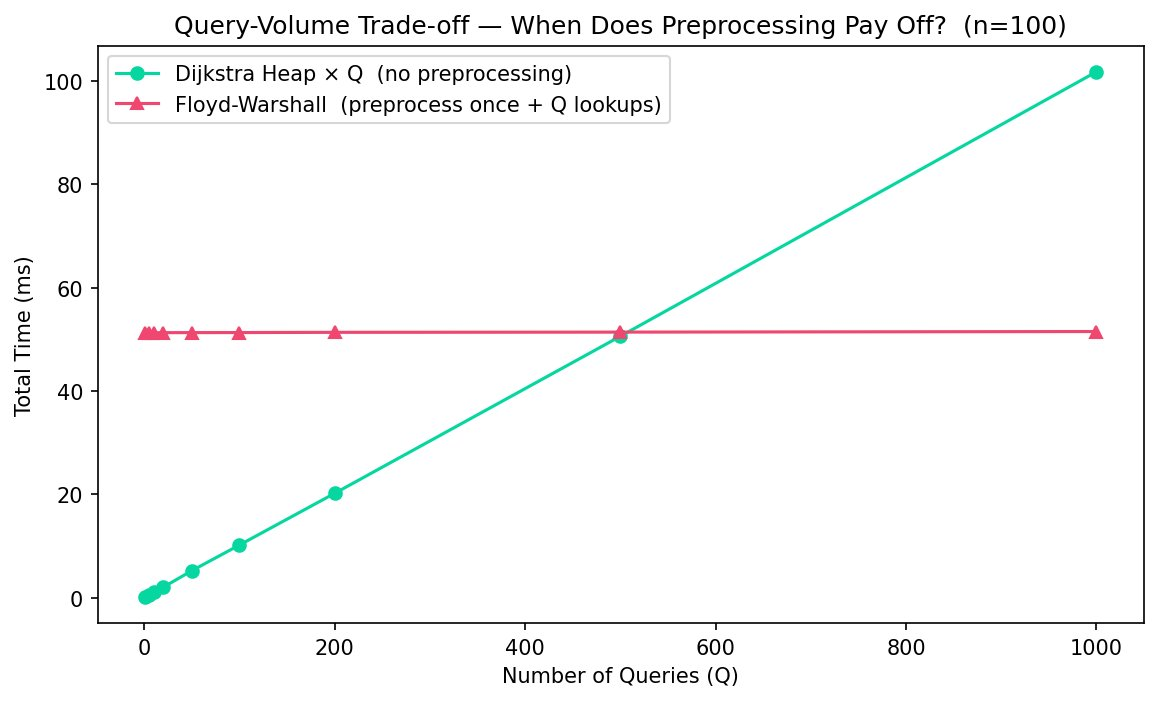 Query-Volume Trade-off — When Does Preprocessing Pay Off?  (n=100)
Dijkstra Heap × Q  (no preprocessing)
Floyd-Warshall  (preprocess once + Q lookups)
Total Time (ms)
100
80
60
40
20
0
0
200
400
600
800
1000
Number of Queries (Q)